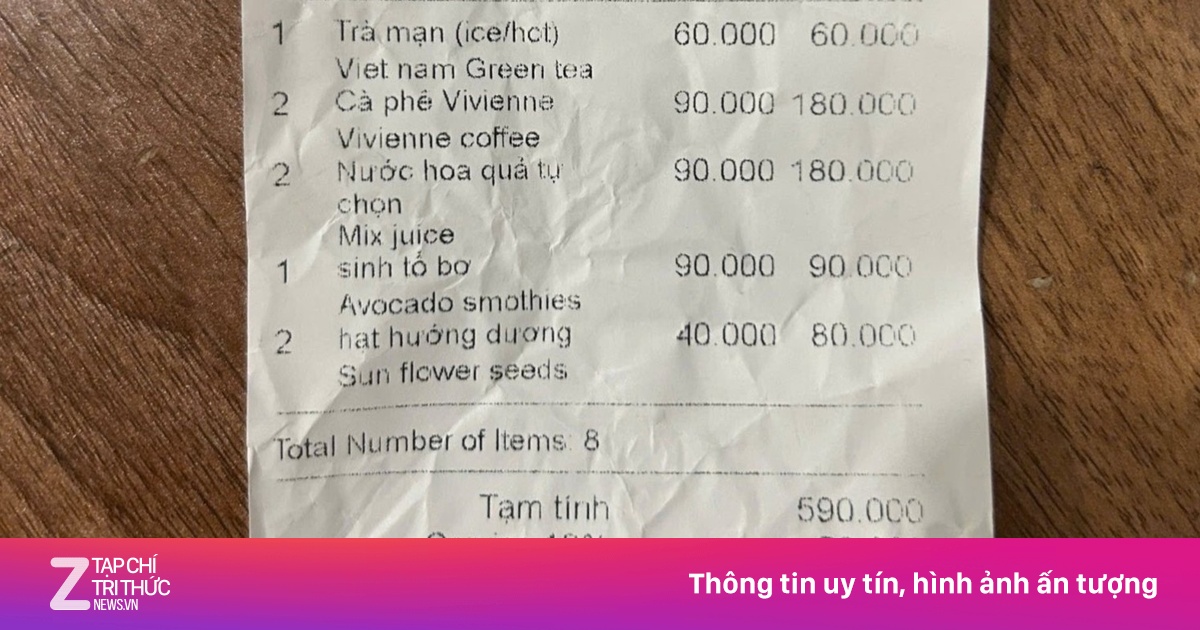 1 Trà mạn (ice/hot) 60.000 60.000
Viet nam Green tea
2 Cà phê Vivienne 90.000 180.000
Vivienne coffee
2 Nước hoa quả tự 90.000 180.000
chọn
Mix juice
1 sinh tố bơ 90.000 90.000
Avocado smothies
2 hạt hướng dương 40.000 80.000
Sun flower seeds
Total Number of Items: 8
Tạm tính 590.000
Z TẠP CHÍ
TRI THỨC
NEWS.VN
Thông tin uy tín, hình ảnh ấn tượng